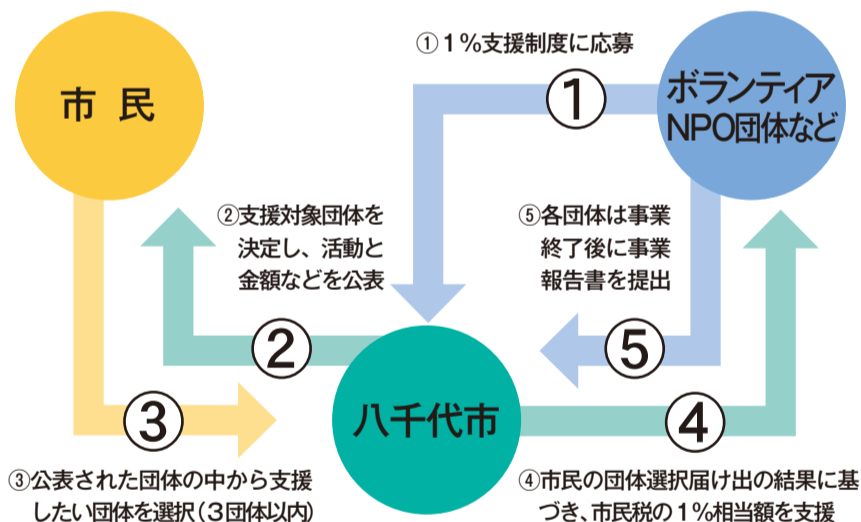 ①1%支援制度に応募
市民
①
ボランティア
NPO団体など
②支援対象団体を
決定し、活動と
金額などを公表
⑤各団体は事業
終了後に事業
報告書を提出
②
⑤
③
八千代市
④
③公表された団体の中から支援
したい団体を選択(3団体以内)
④市民の団体選択届け出の結果に基
づき、市民税の1%相当額を支援